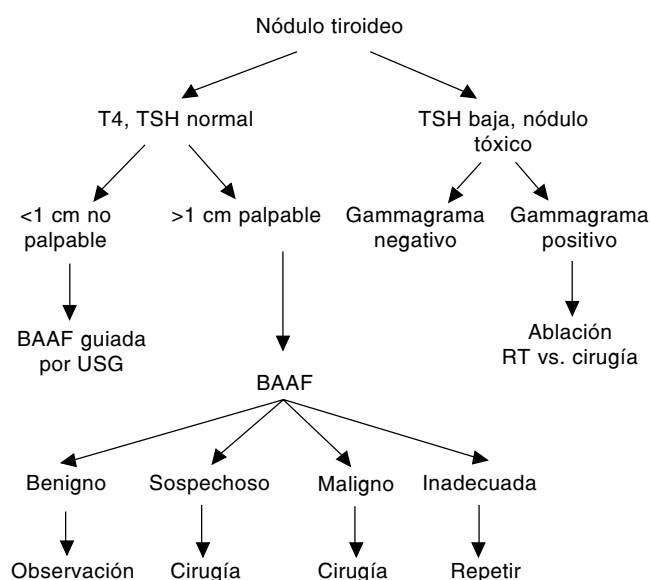 Nódulo tiroideo
T4, TSH normal
TSH baja, nódulo
tóxico
<1 cm no
palpable
>1 cm palpable
Gammagrama
negativo
Gammagrama
positivo
BAAF guiada
por USG
Ablación
RT vs. cirugía
BAAF
Benigno
Sospechoso
Maligno
Inadecuada
Observación
Cirugía
Cirugía
Repetir